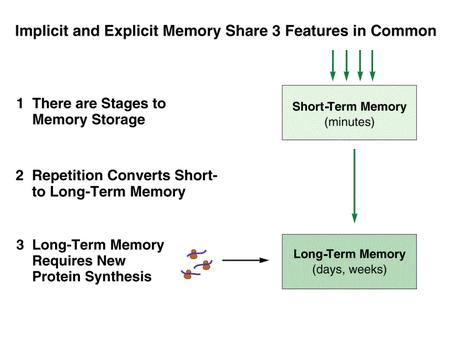 Implicit and Explicit Memory Share 3 Features in Common
1 There are Stages to
Memory Storage
Short-Term Memory
(minutes)
2 Repetition Converts Short-
to Long-Term Memory
3 Long-Term Memory
Requires New
Protein Synthesis
Long-Term Memory
(days, weeks)